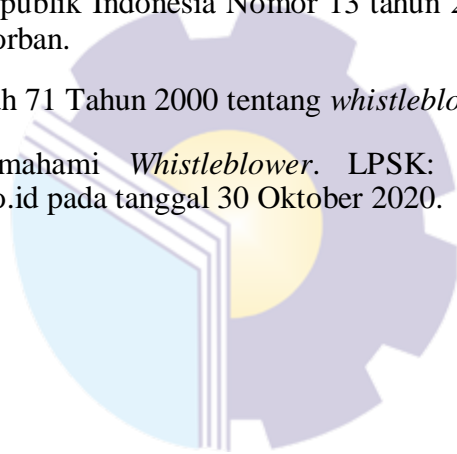 publik Indonesia Nomor 13 tahun 2
orban.
h 71 Tahun 2000 tentang whistleblo
mahami Whistleblower. LPSK:
o.id pada tanggal 30 Oktober 2020.